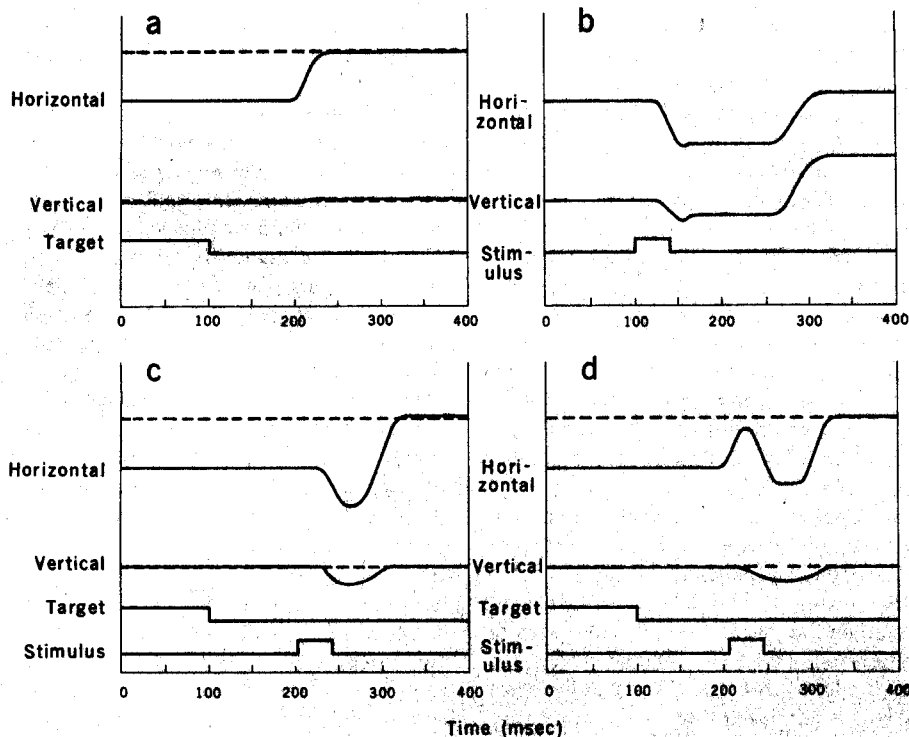 a
Horizontal
Vertical
Target
0 100 200 300 400
b
Hori-
zontal
Vertical
Stim-
ulus
0 100 200 300 400
c
Horizontal
Vertical
Target
Stimulus
0 100 200 300 400
d
Hori-
zontal
Vertical
Target
Stim-
ulus
0 100 200 300 400
Time (msec)